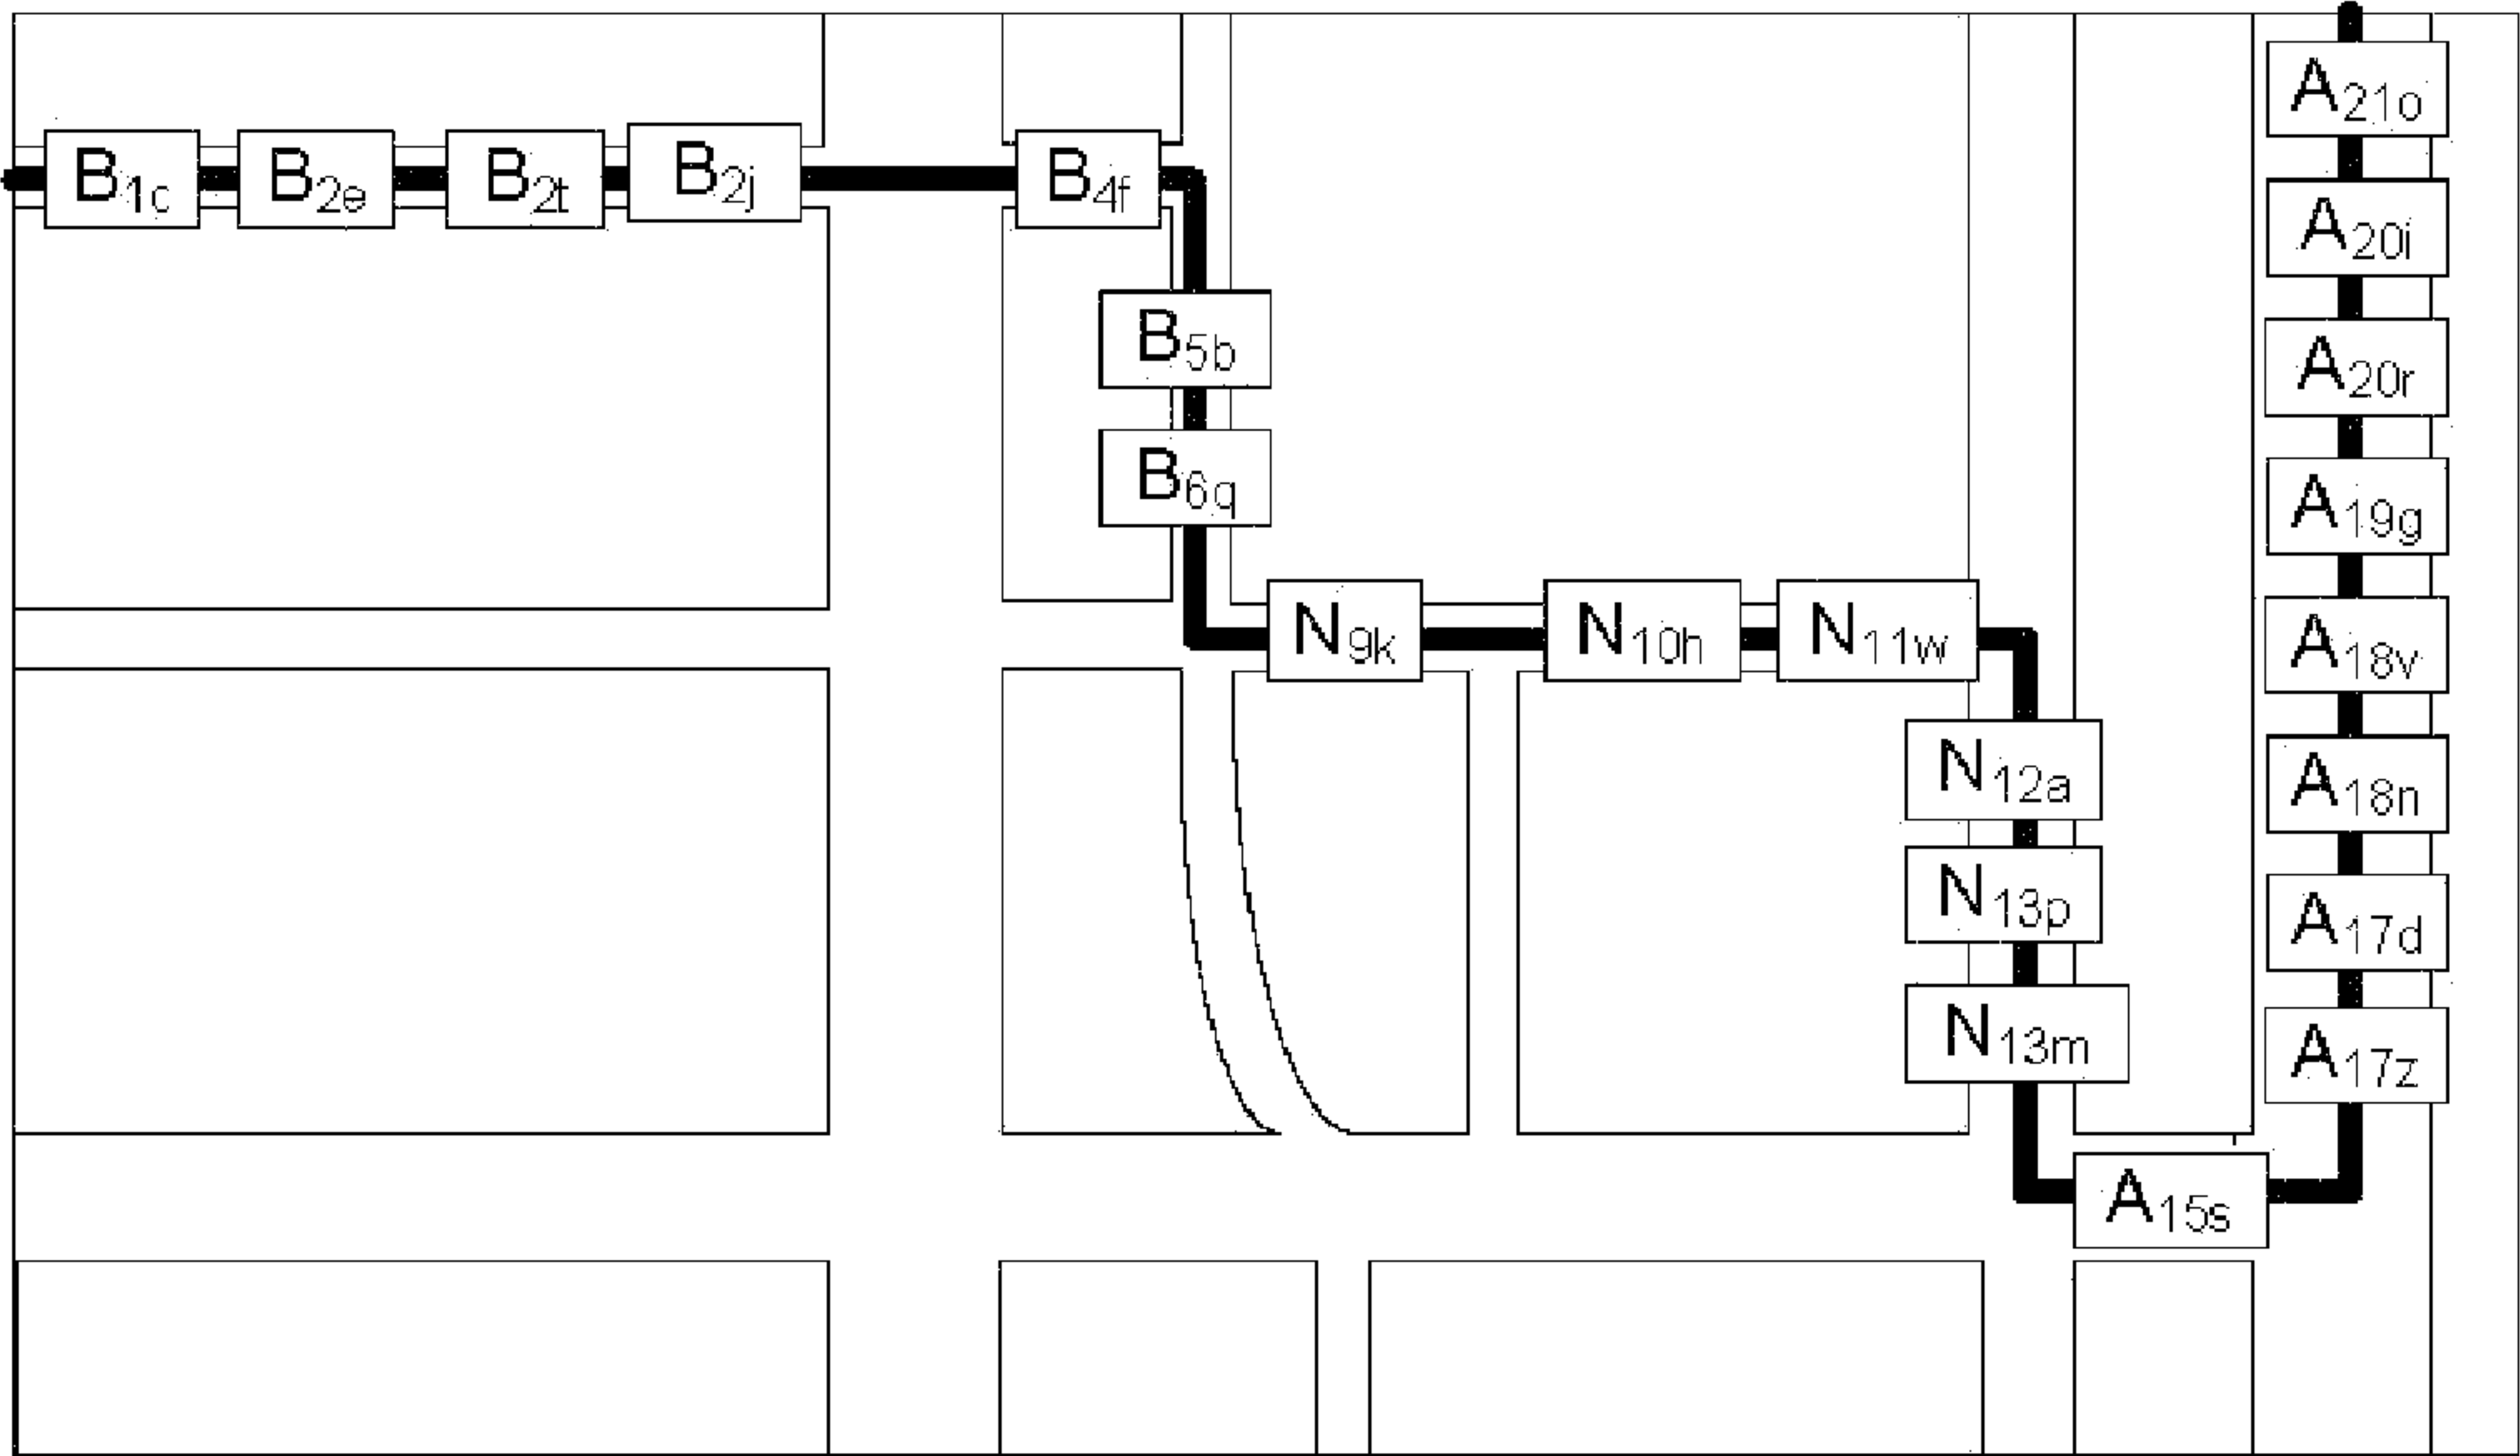 B1c B2e B2t B2j B4f
B5b
B6q
N9k N10h N11w
N12a
N13p
N13m
A15s
A21o
A20i
A20r
A19g
A18v
A18n
A17d
A17z